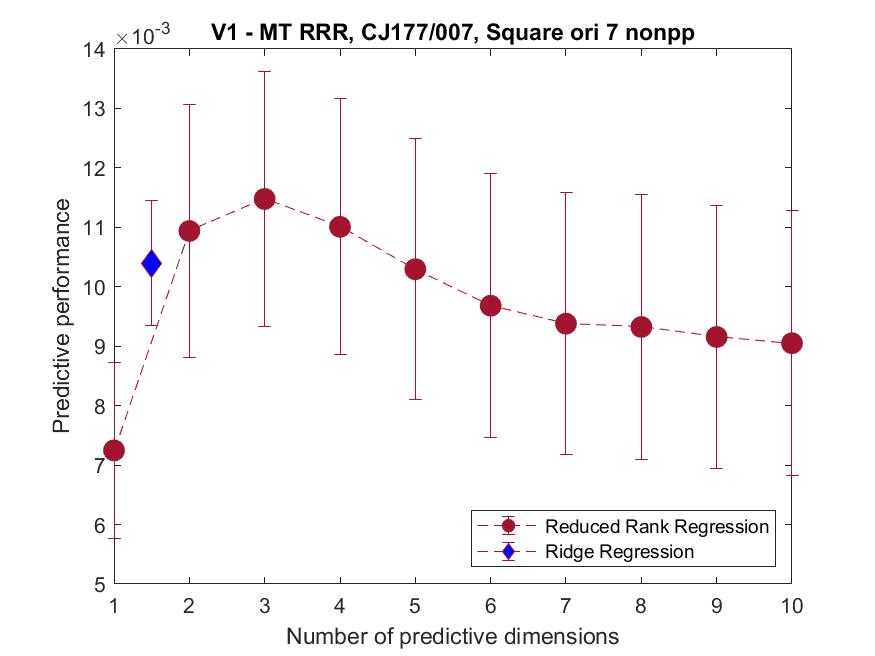 ×10-3
V1 - MT RRR, CJ177/007, Square ori 7 nonpp
14
13
12
11
10
9
8
7
6
5
Predictive performance
Reduced Rank Regression
Ridge Regression
1 2 3 4 5 6 7 8 9 10
Number of predictive dimensions